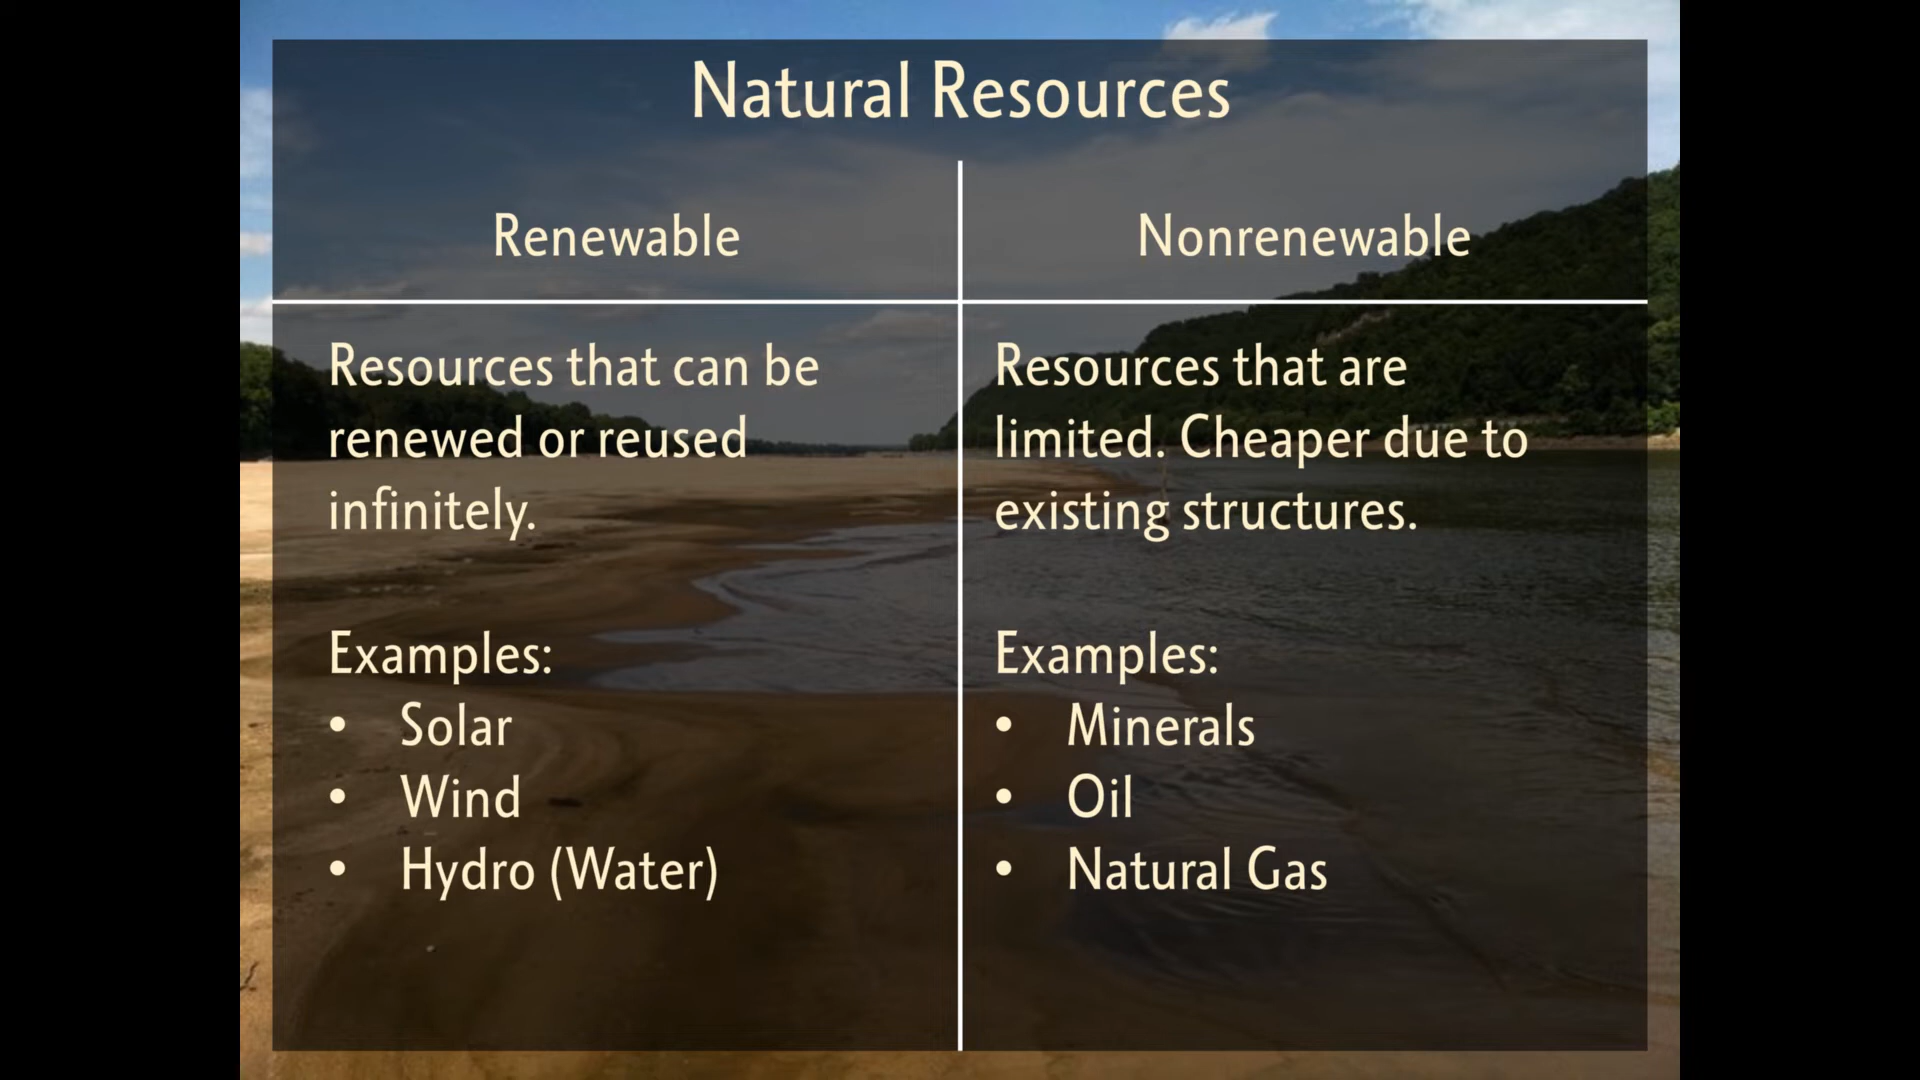 Natural Resources
Renewable
Nonrenewable
Resources that can be
renewed or reused
infinitely.
Examples:
• Solar
• Wind
• Hydro (Water)
Resources that are
limited. Cheaper due to
existing structures.
Examples:
• Minerals
• Oil
• Natural Gas